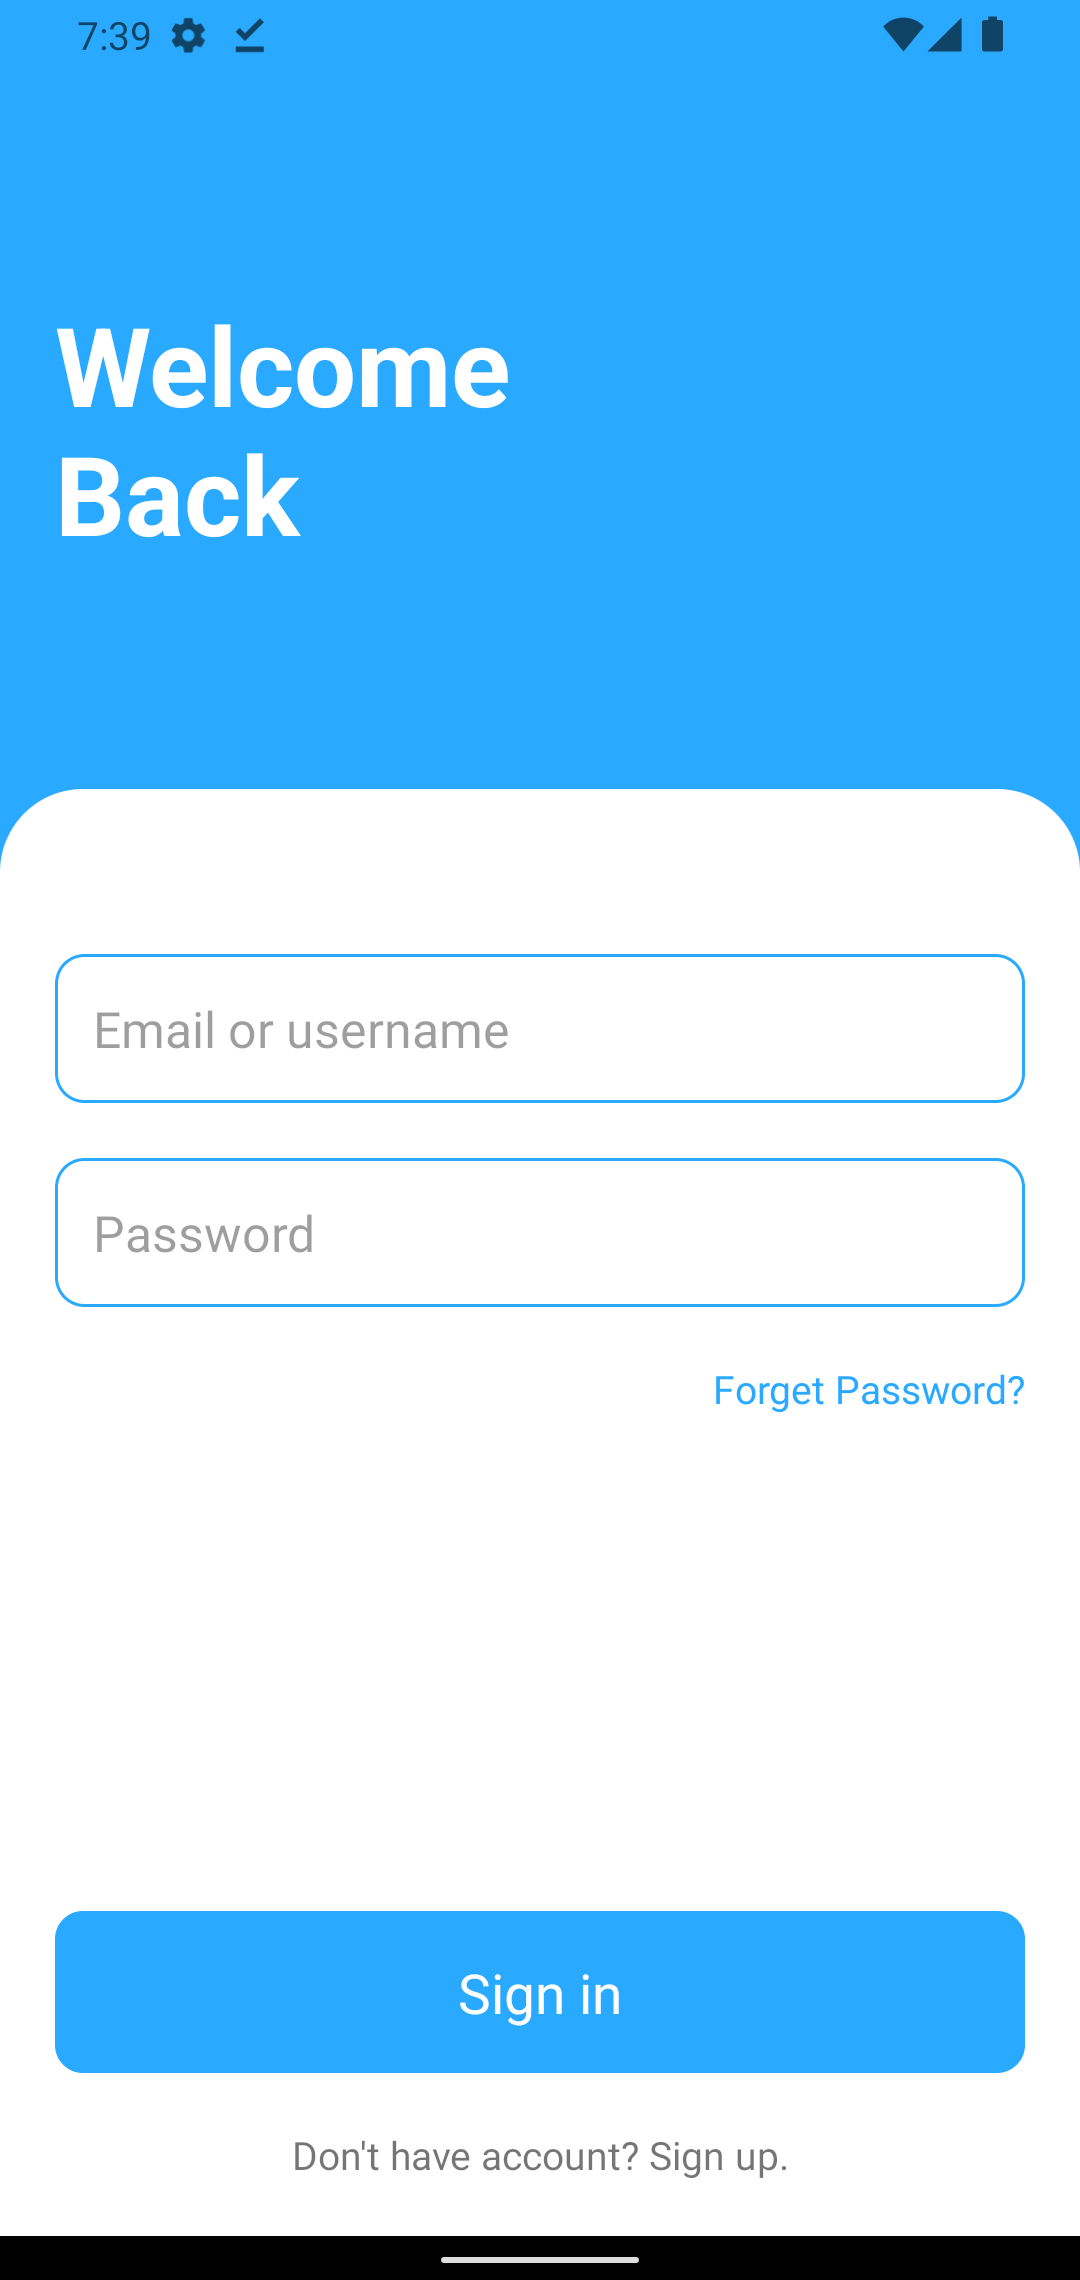 7:39
Welcome
Back
Email or username
Password
Forget Password?
Sign in
Don't have account? Sign up.